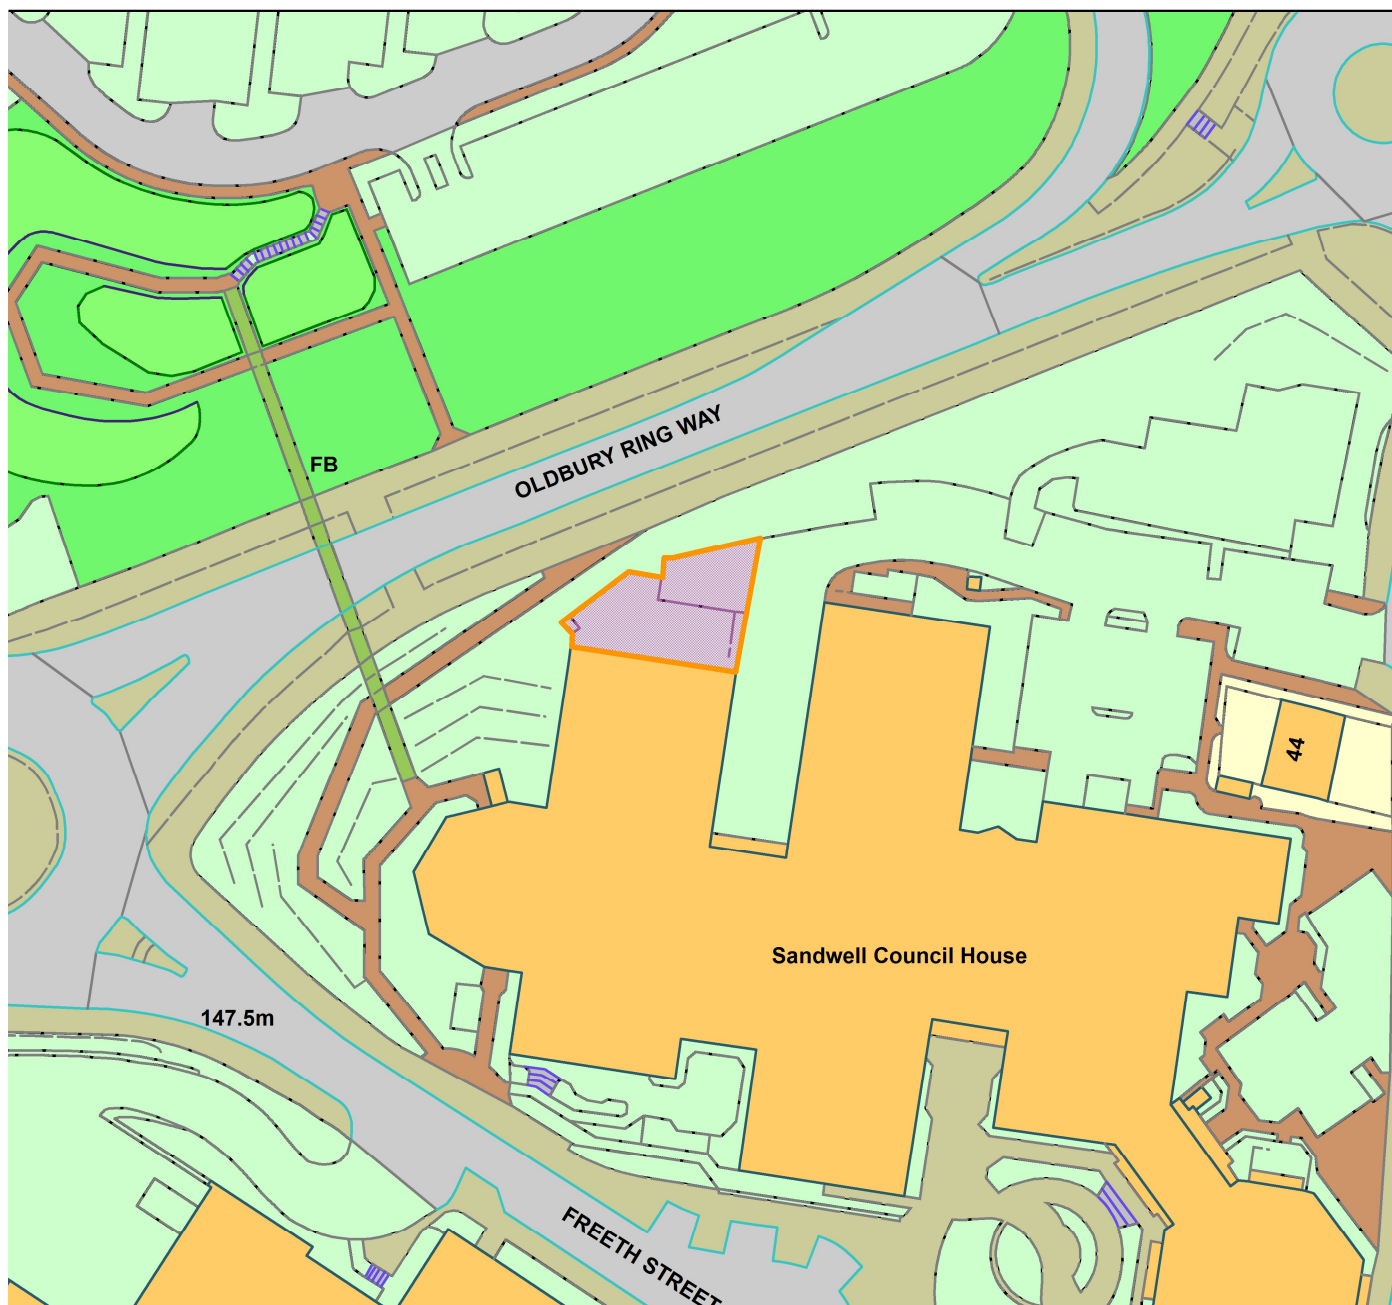 OLDBURY RING WAY
FB
44
Sandwell Council House
147.5m
FREETH STREET